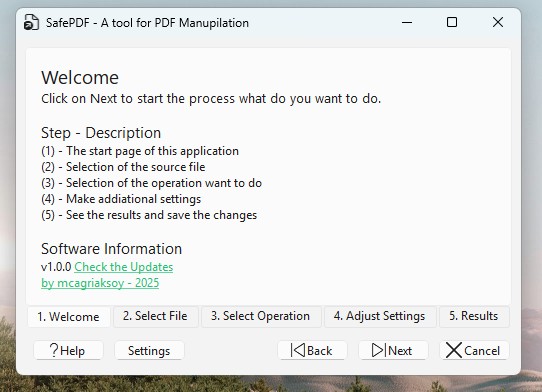 SafePDF - A tool for PDF Manupilation
Welcome
Click on Next to start the process what do you want to do.
Step - Description
(1) - The start page of this application
(2) - Selection of the source file
(3) - Selection of the operation want to do
(4) - Make addiational settings
(5) - See the results and save the changes
Software Information
v1.0.0 Check the Updates
by mcagriaksoy - 2025
1. Welcome 2. Select File 3. Select Operation 4. Adjust Settings 5. Results
?Help Settings Back Next Cancel